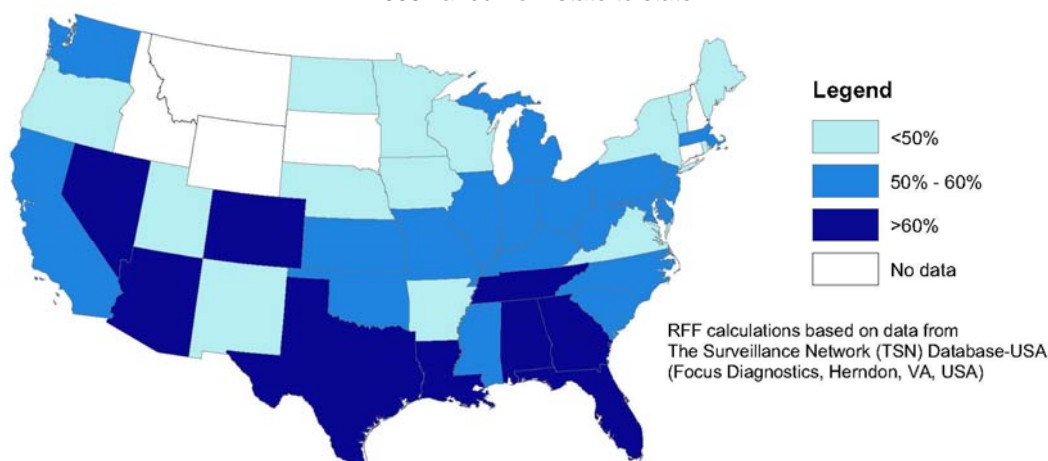 Legend
<50%
50% - 60%
>60%
No data
RFF calculations based on data from
The Surveillance Network (TSN) Database-USA
(Focus Diagnostics, Herndon, VA, USA)